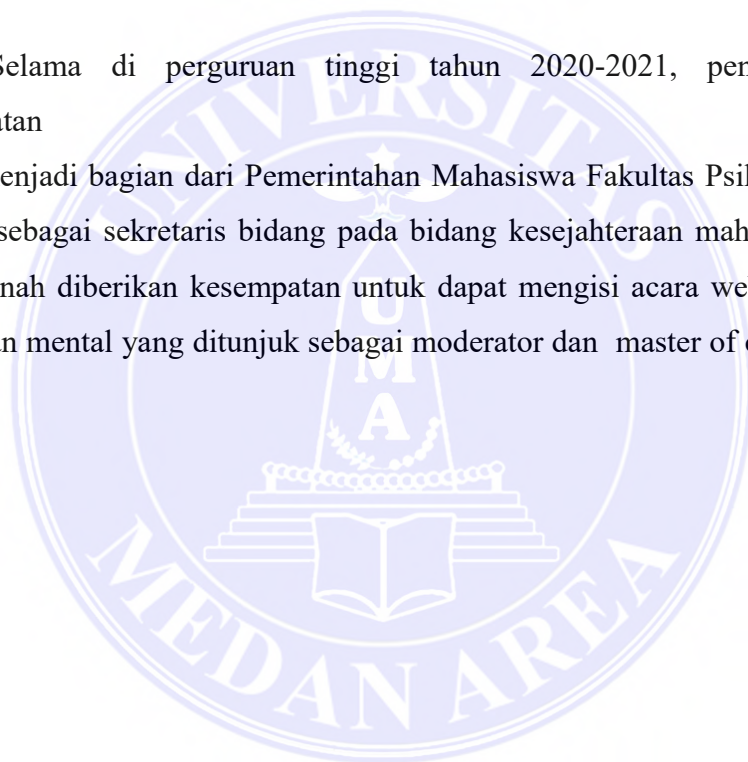 Selama di perguruan tinggi tahun 2020-2021, pen
atan
enjadi bagian dari Pemerintahan Mahasiswa Fakultas Psil
sebagai sekretaris bidang pada bidang kesejahteraan mah
nah diberikan kesempatan untuk dapat mengisi acara we
n mental yang ditunjuk sebagai moderator dan master of
UNIVERSITAS
UMA
MEDAN AREA